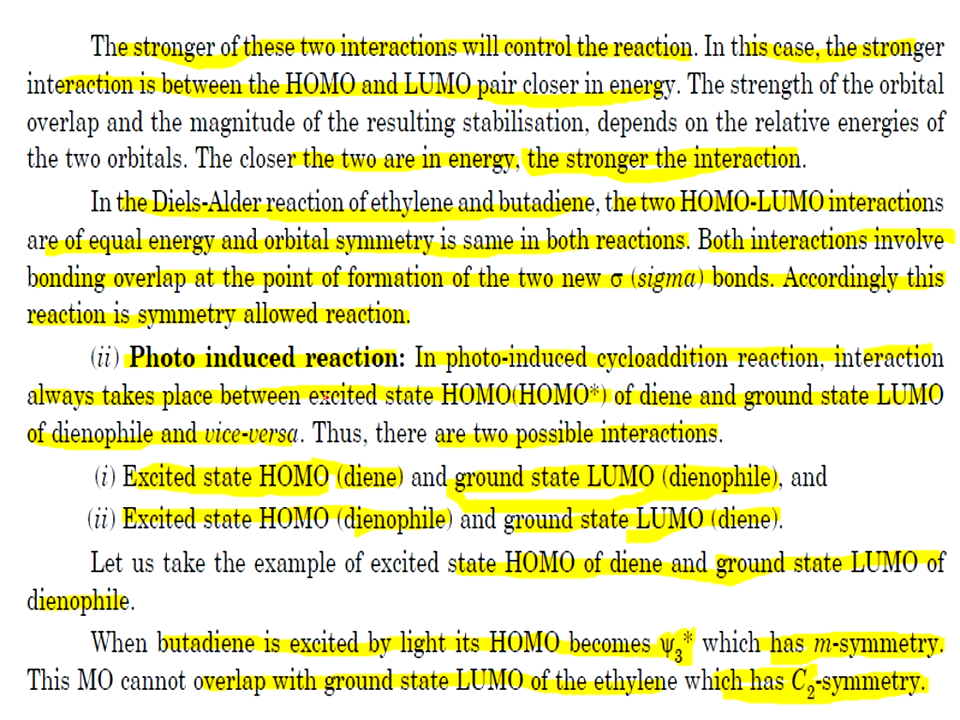 The stronger of these two interactions will control the reaction. In this case, the stronger
interaction is between the HOMO and LUMO pair closer in energy. The strength of the orbital
overlap and the magnitude of the resulting stabilisation, depends on the relative energies of
the two orbitals. The closer the two are in energy, the stronger the interaction.
In the Diels-Alder reaction of ethylene and butadiene, the two HOMO-LUMO interactions
are of equal energy and orbital symmetry is same in both reactions. Both interactions involve
bonding overlap at the point of formation of the two new σ (sigma) bonds. Accordingly this
reaction is symmetry allowed reaction.
(ii) Photo induced reaction: In photo-induced cycloaddition reaction, interaction
always takes place between excited state HOMO(HOMO*) of diene and ground state LUMO
of dienophile and vice-versa. Thus, there are two possible interactions.
(i) Excited state HOMO (diene) and ground state LUMO (dienophile), and
(ii) Excited state HOMO (dienophile) and ground state LUMO (diene).
Let us take the example of excited state HOMO of diene and ground state LUMO of
dienophile.
When butadiene is excited by light its HOMO becomes ψ₃* which has m-symmetry.
This MO cannot overlap with ground state LUMO of the ethylene which has C₂-symmetry.